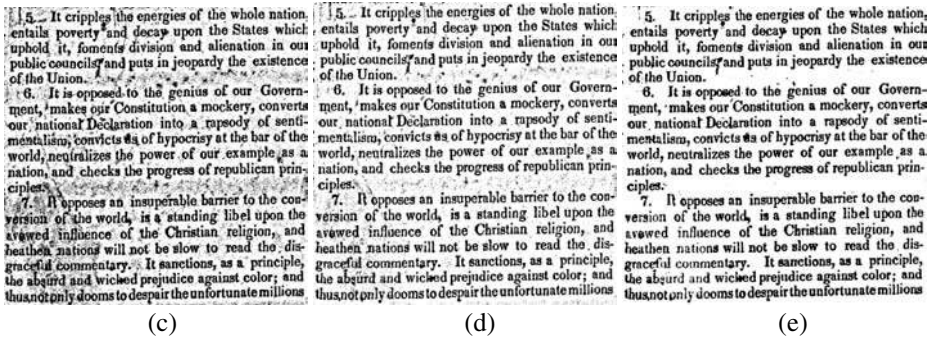 5. It cripples the energies of the whole nation,
entails poverty and decay upon the States which
uphold it, foments division and alienation in our
public councils, and puts in jeopardy the existence
of the Union.
6. It is opposed to the genius of our Govern-
ment, makes our Constitution a mockery, converts
our national Declaration into a rapsody of senti-
mentalism, convicts us of hypocrisy at the bar of the
world, neutralizes the power of our example as a
nation, and checks the progress of republican prin-
ciples.
7. It opposes an insuperable barrier to the con-
version of the world, is a standing libel upon the
avowed influence of the Christian religion, and
heathen nations will not be slow to read the dis-
graceful commentary. It sanctions, as a principle,
the absurd and wicked prejudice against color; and
thus, not only dooms to despair the unfortunate millions
(c)
5. It cripples the energies of the whole nation,
entails poverty and decay upon the States which
uphold it, foments division and alienation in our
public councils, and puts in jeopardy the existence
of the Union.
6. It is opposed to the genius of our Govern-
ment, makes our Constitution a mockery, converts
our national Declaration into a rapsody of senti-
mentalism, convicts us of hypocrisy at the bar of the
world, neutralizes the power of our example as a
nation, and checks the progress of republican prin-
ciples.
7. It opposes an insuperable barrier to the con-
version of the world, is a standing libel upon the
avowed influence of the Christian religion, and
heathen nations will not be slow to read the dis-
graceful commentary. It sanctions, as a principle,
the absurd and wicked prejudice against color; and
thus, not only dooms to despair the unfortunate millions
(d)
5. It cripples the energies of the whole nation,
entails poverty and decay upon the States which
uphold it, foments division and alienation in our
public councils, and puts in jeopardy the existence
of the Union.
6. It is opposed to the genius of our Govern-
ment, makes our Constitution a mockery, converts
our national Declaration into a rapsody of senti-
mentalism, convicts us of hypocrisy at the bar of the
world, neutralizes the power of our example as a
nation, and checks the progress of republican prin-
ciples.
7. It opposes an insuperable barrier to the con-
version of the world, is a standing libel upon the
avowed influence of the Christian religion, and
heathen nations will not be slow to read the dis-
graceful commentary. It sanctions, as a principle,
the absurd and wicked prejudice against color; and
thus, not only dooms to despair the unfortunate millions
(e)